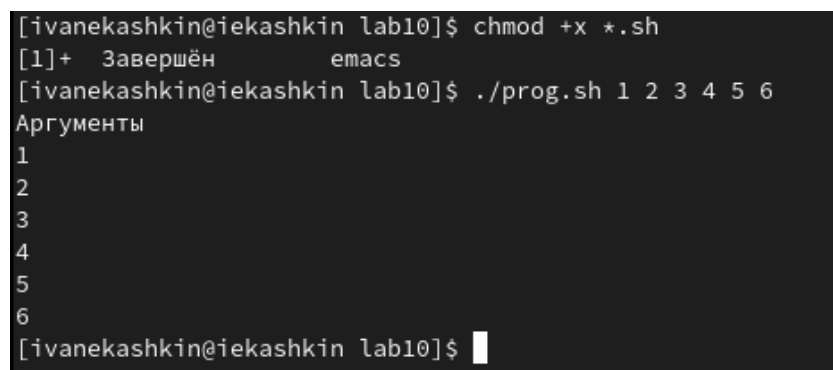 [ivanekashkin@iekashkin lab10]$ chmod +x *.sh
[1]+  Завершён        emacs
[ivanekashkin@iekashkin lab10]$ ./prog.sh 1 2 3 4 5 6
Аргументы
1
2
3
4
5
6
[ivanekashkin@iekashkin lab10]$